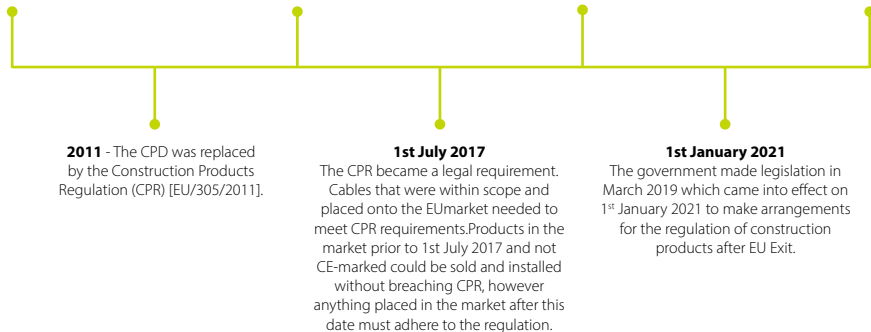 2011 - The CPD was replaced
by the Construction Products
Regulation (CPR) [EU/305/2011].
1st July 2017
The CPR became a legal requirement.
Cables that were within scope and
placed onto the EUmarket needed to
meet CPR requirements.Products in the
market prior to 1st July 2017 and not
CE-marked could be sold and installed
without breaching CPR, however
anything placed in the market after this
date must adhere to the regulation.
1st January 2021
The government made legislation in
March 2019 which came into effect on
1st January 2021 to make arrangements
for the regulation of construction
products after EU Exit.